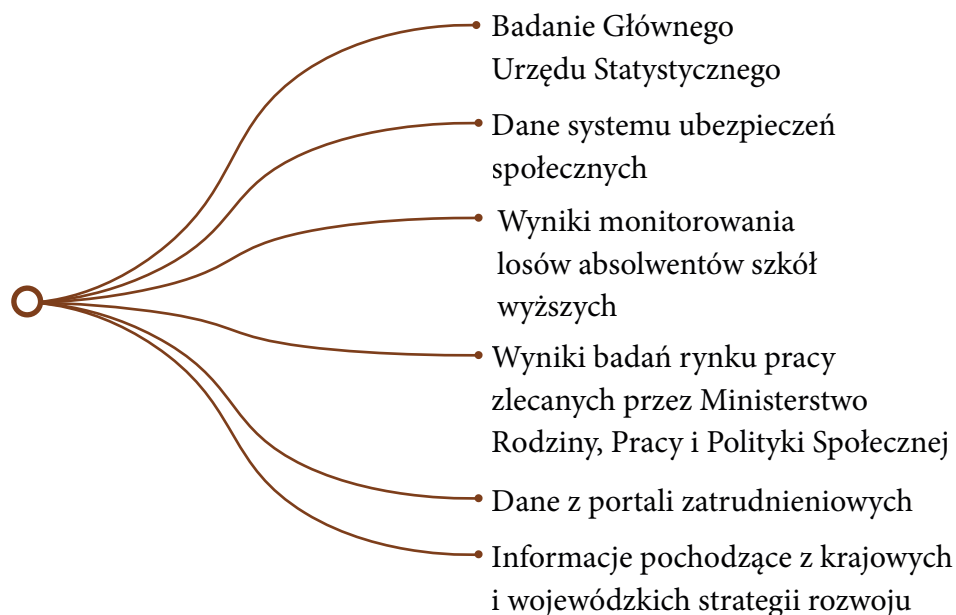 Badanie Głównego
Urzędu Statystycznego
Dane systemu ubezpieczeń
społecznych
Wyniki monitorowania
losów absolwentów szkół
wyższych
Wyniki badań rynku pracy
zlecanych przez Ministerstwo
Rodziny, Pracy i Polityki Społecznej
Dane z portali zatrudnieniowych
Informacje pochodzące z krajowych
i wojewódzkich strategii rozwoju